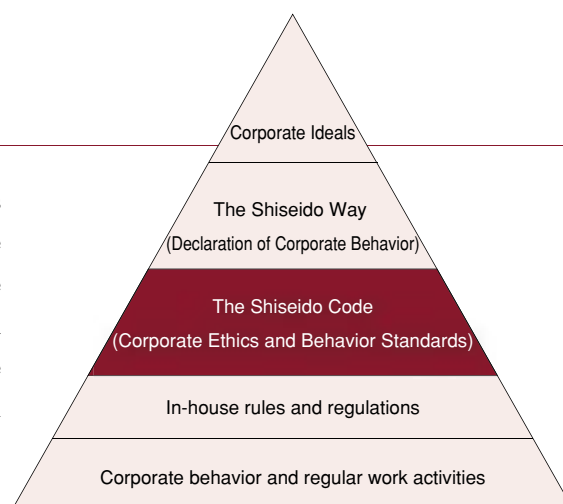 Corporate Ideals
The Shiseido Way
(Declaration of Corporate Behavior)
The Shiseido Code
(Corporate Ethics and Behavior Standards)
In-house rules and regulations
Corporate behavior and regular work activities